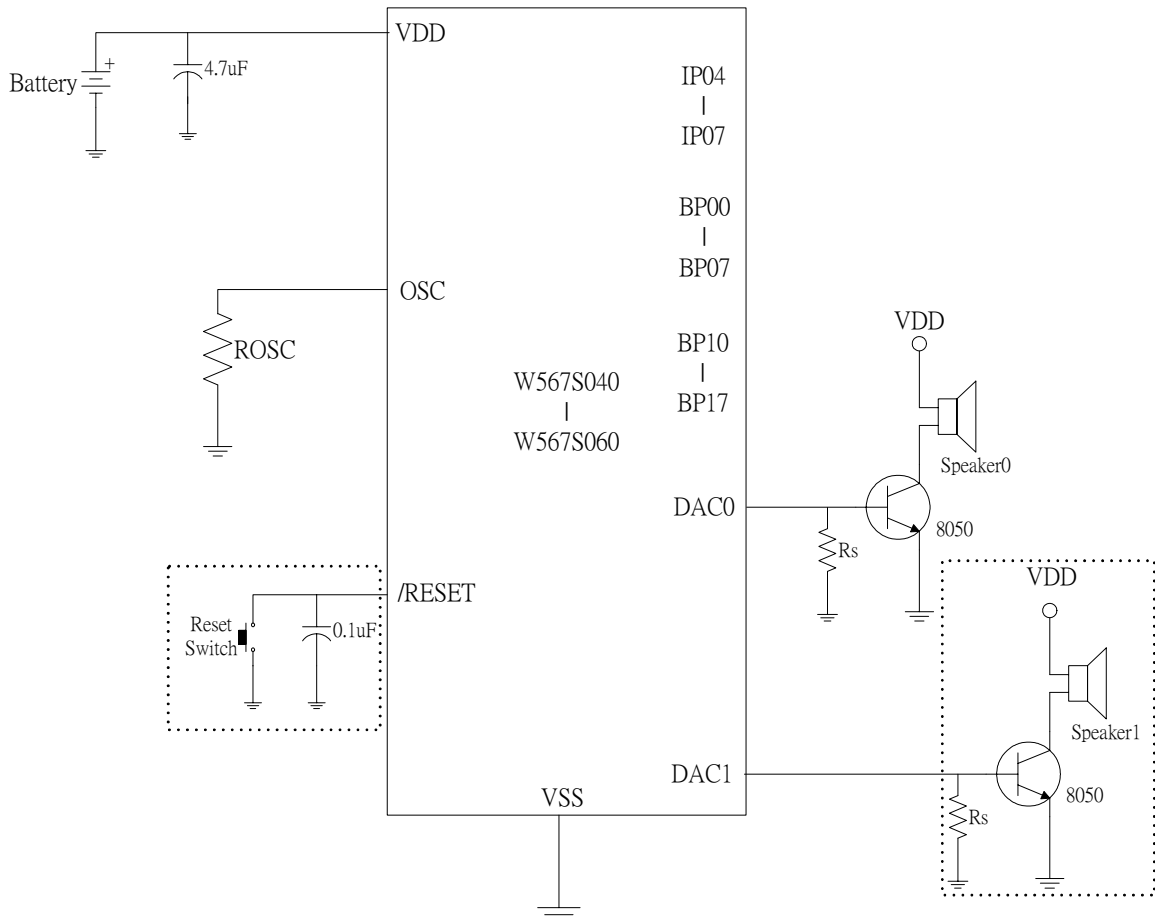 VDD
Battery
+
4.7uF
IP04
|
IP07
BP00
|
BP07
OSC
ROSC
VDD
BP10
|
BP17
W567S040
|
W567S060
Speaker0
DAC0
8050
Rs
/RESET
Reset
Switch
0.1uF
VDD
Speaker1
DAC1
8050
Rs
VSS